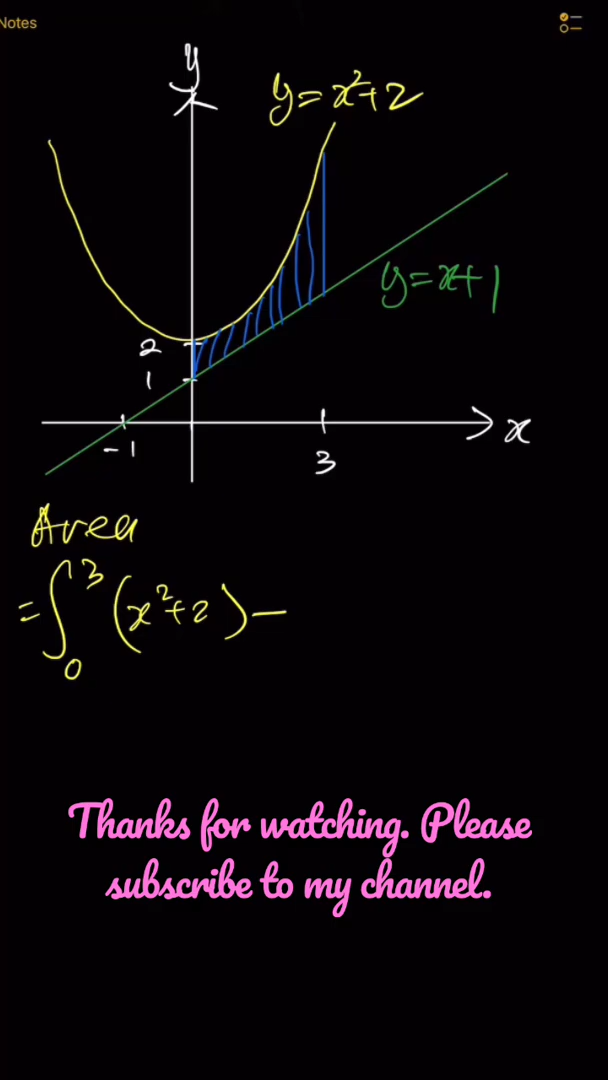 Notes
y
y=x²+2
y=x+1
2
1
-1
3
x
Area
=∫₀³(x²+2)-
Thanks for watching. Please
subscribe to my channel.